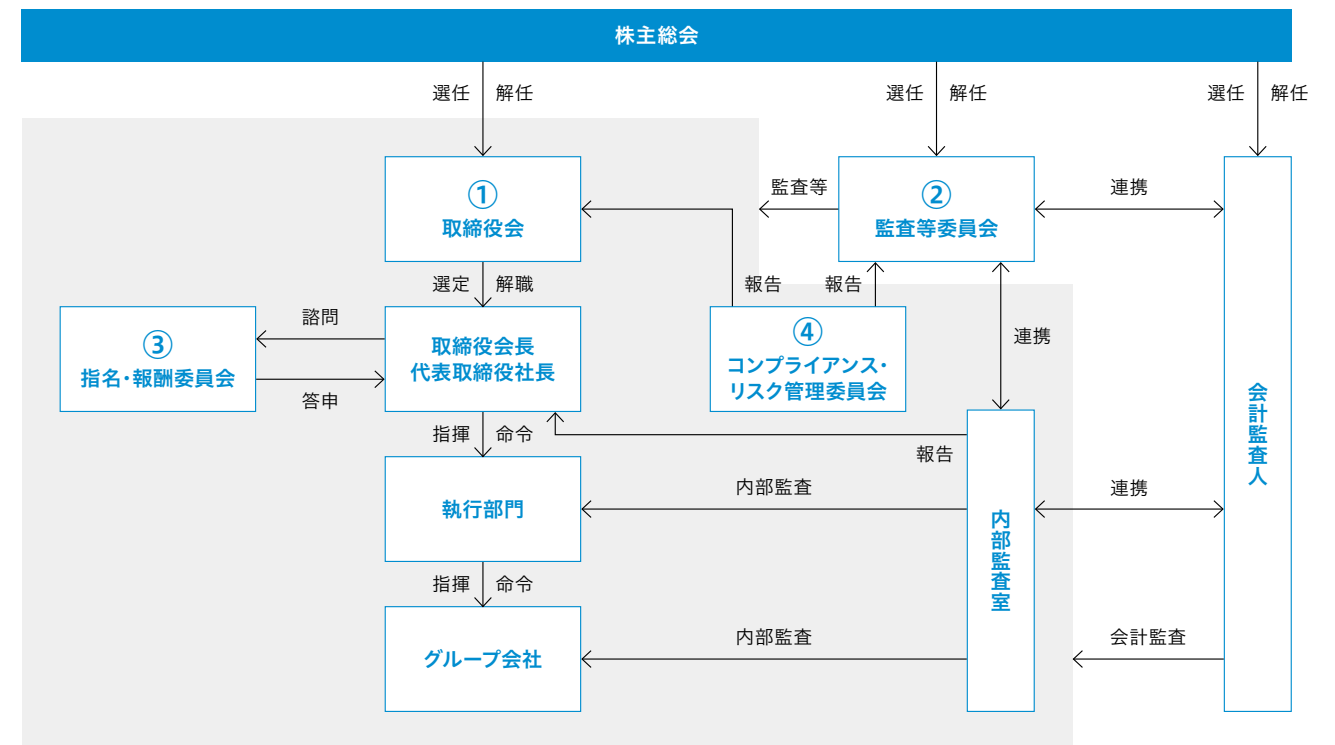 株主総会
選任 解任
選任 解任
選任 解任
①
取締役会
監査等
②
監査等委員会
連携
選定 解職
報告
報告
諮問
③
指名・報酬委員会
答申
取締役会長
代表取締役社長
④
コンプライアンス・
リスク管理委員会
連携
会計監査人
指揮 命令
報告
内部監査
執行部門
内部監査室
連携
指揮 命令
内部監査
グループ会社
会計監査